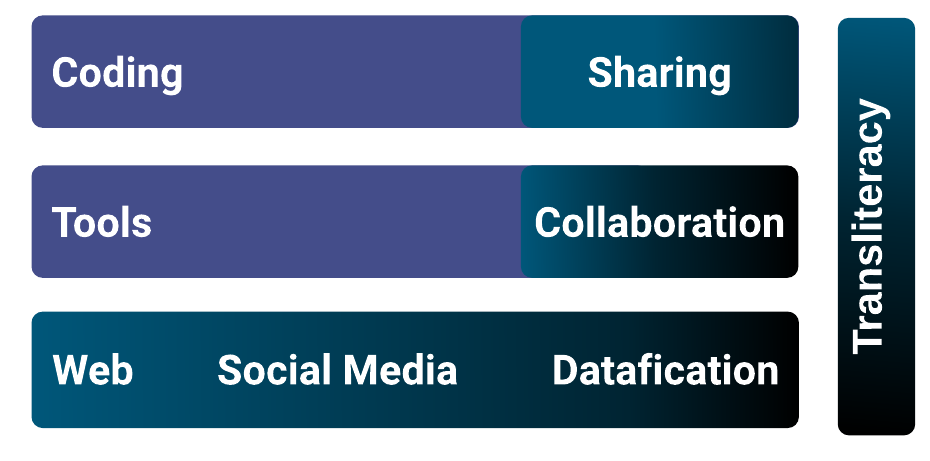 Coding Sharing
Tools Collaboration
Web Social Media Datafication
Transliteracy